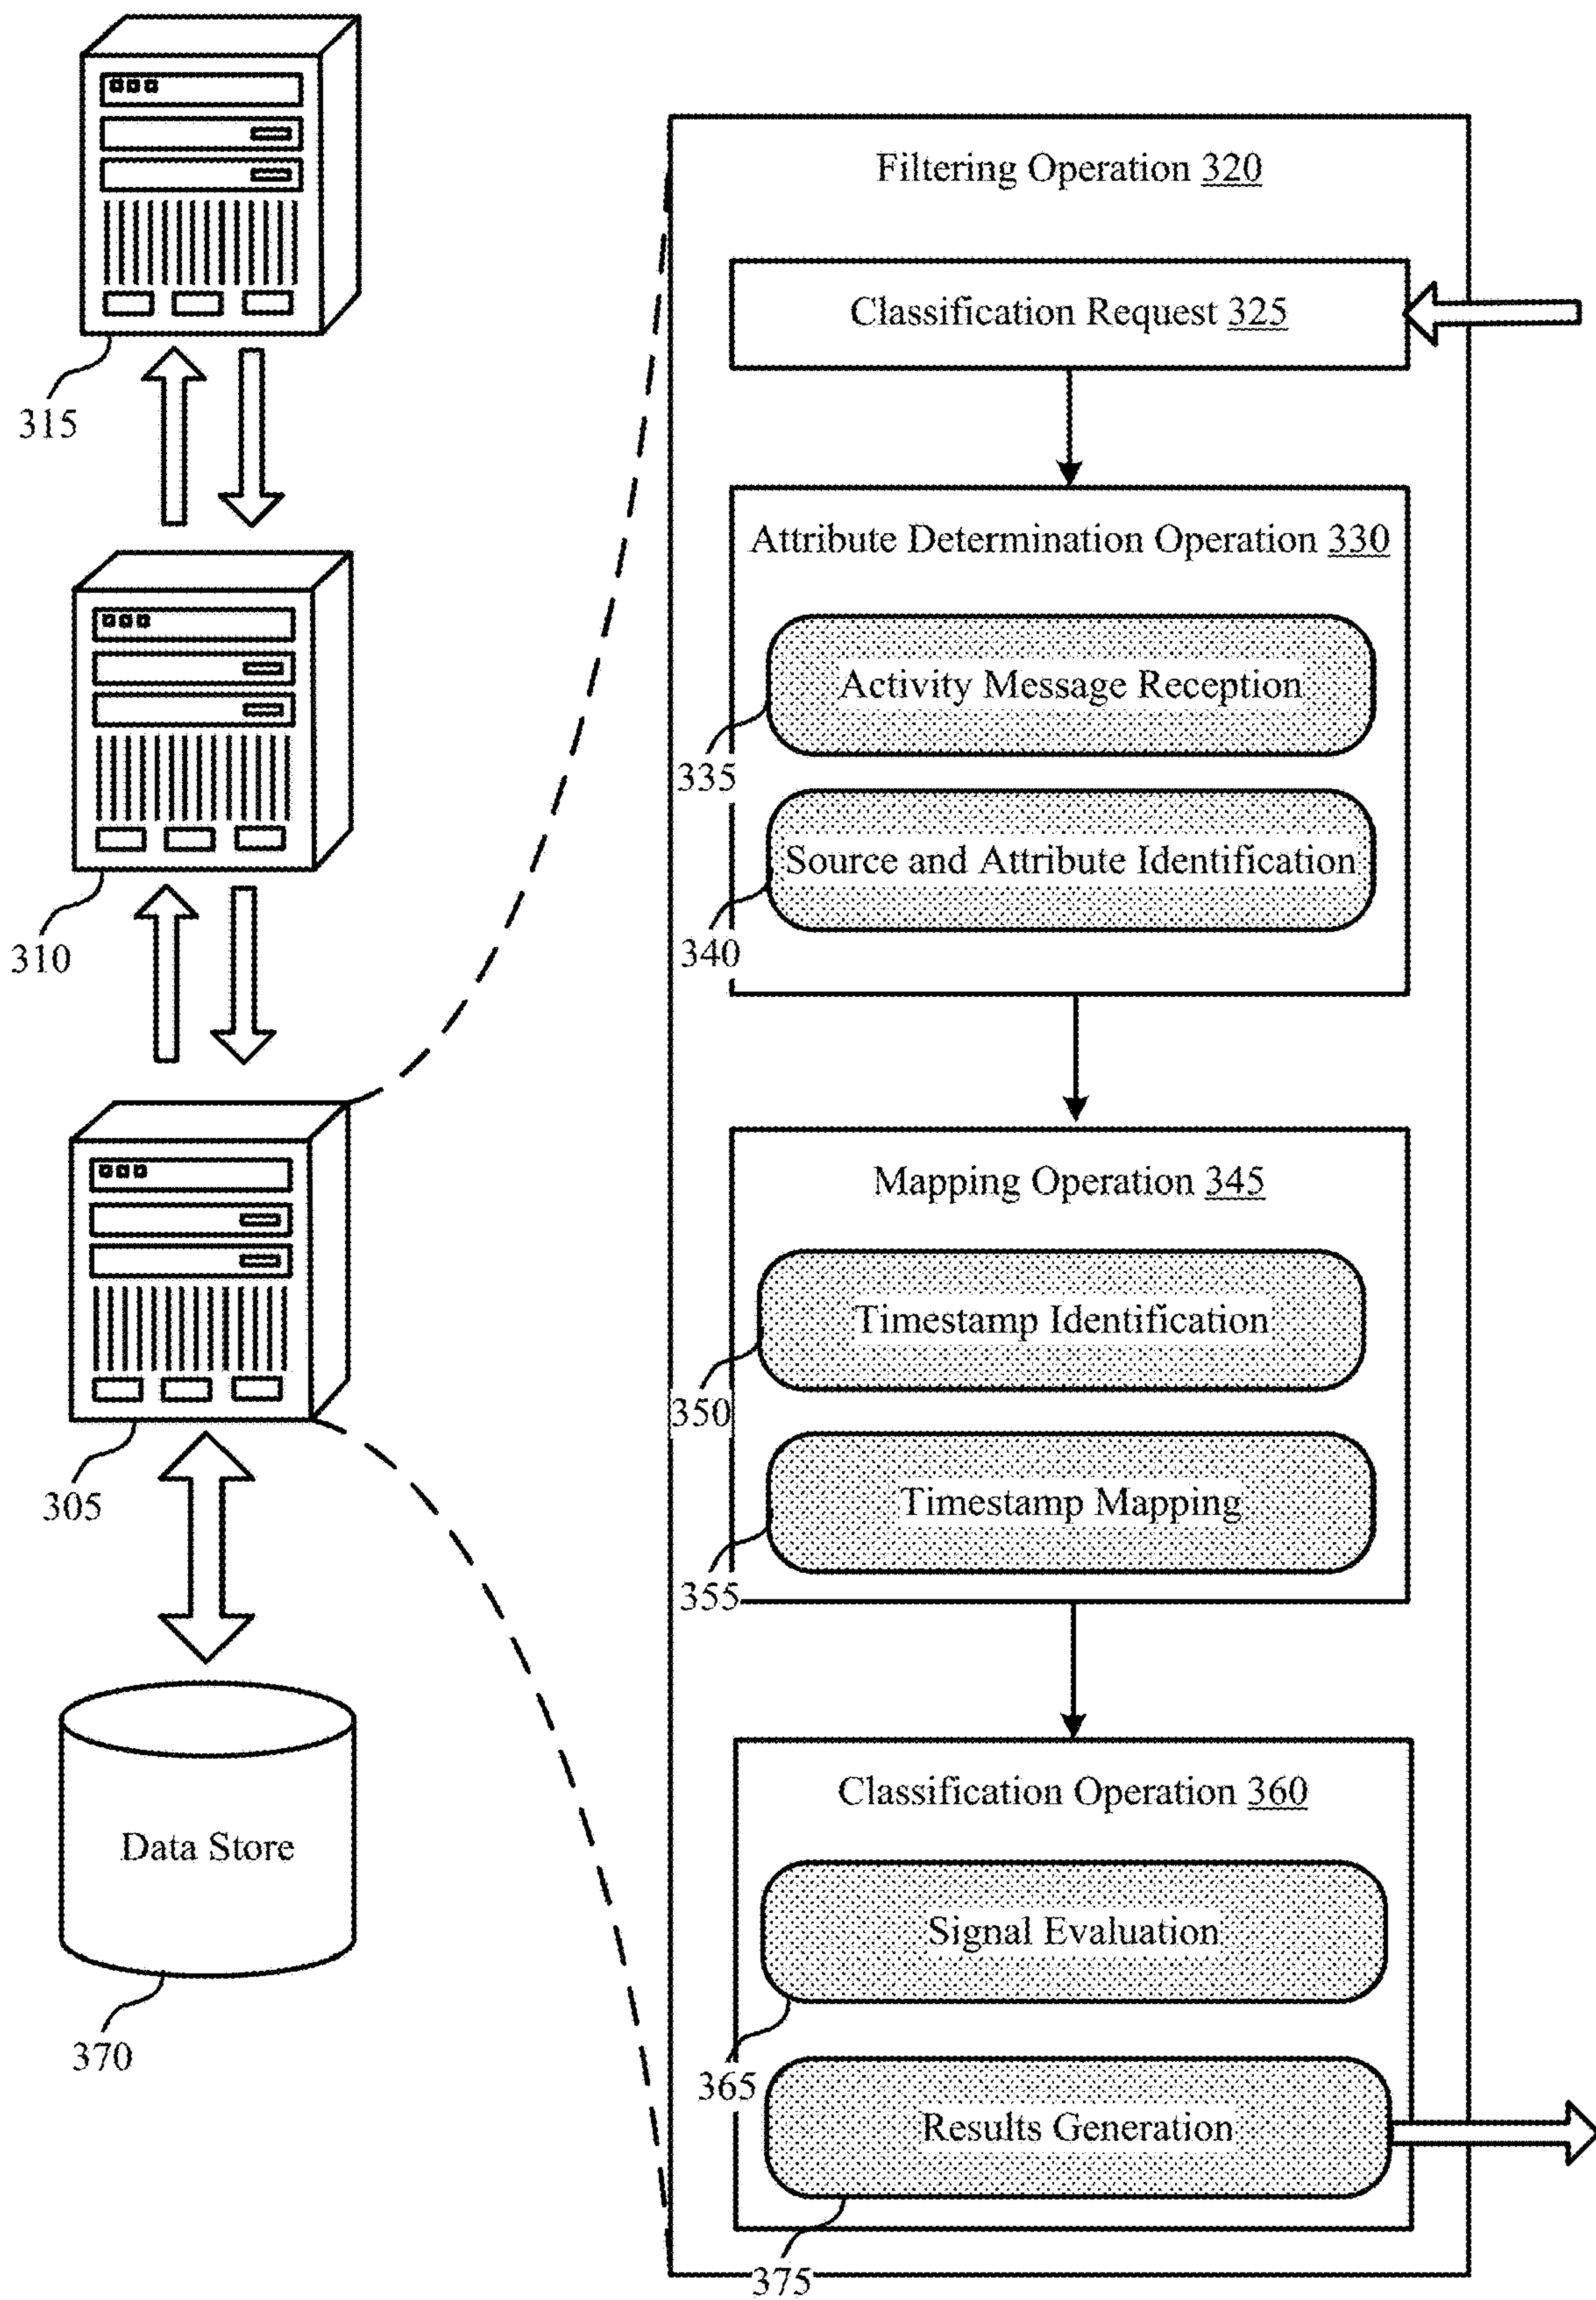 315
310
305
Data Store
370
Filtering Operation 320
Classification Request 325
Attribute Determination Operation 330
Activity Message Reception
335
Source and Attribute Identification
340
Mapping Operation 345
Timestamp Identification
350
Timestamp Mapping
355
Classification Operation 360
Signal Evaluation
365
Results Generation
375